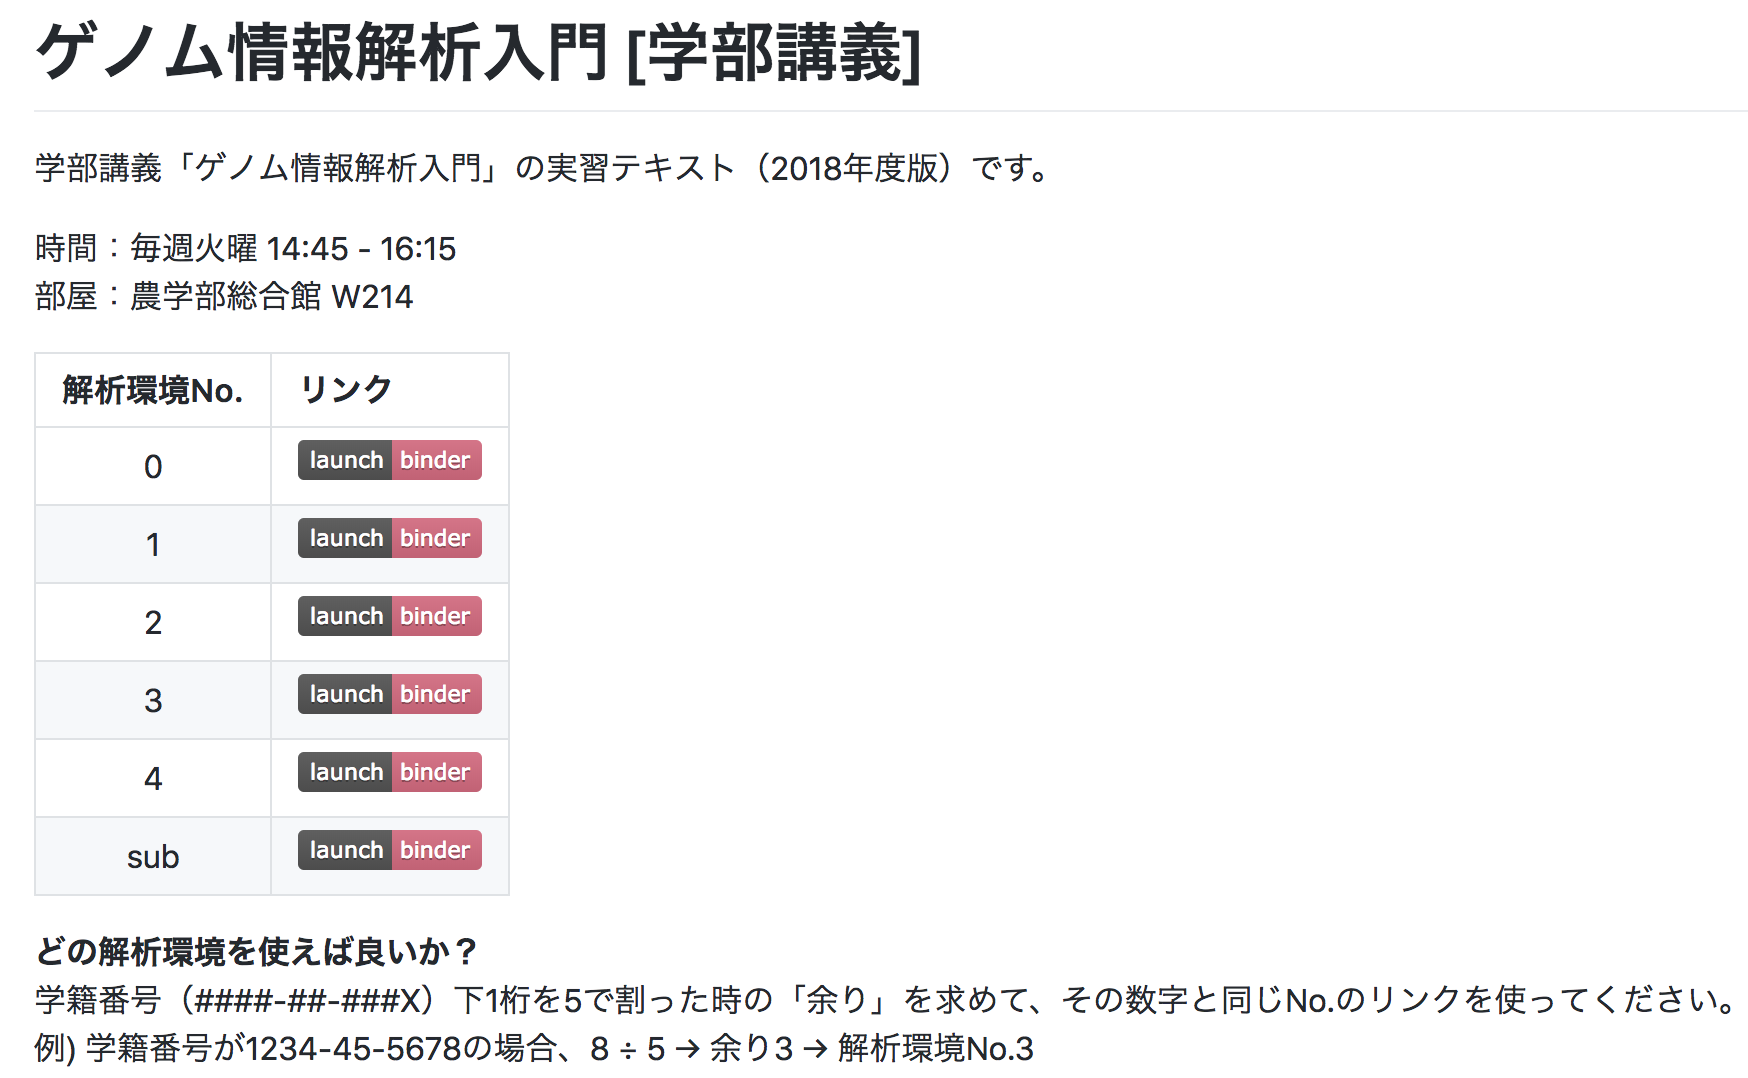 ゲノム情報解析入門 [学部講義]
学部講義「ゲノム情報解析入門」の実習テキスト（2018年度版）です。
時間：毎週火曜 14:45 - 16:15
部屋：農学部総合館 W214
解析環境No. リンク
0 launch binder
1 launch binder
2 launch binder
3 launch binder
4 launch binder
sub launch binder
どの解析環境を使えば良いか？
学籍番号（####-##-###X）下1桁を5で割った時の「余り」を求めて、その数字と同じNo.のリンクを使ってください。
例) 学籍番号が1234-45-5678の場合、8 ÷ 5 → 余り3 → 解析環境No.3